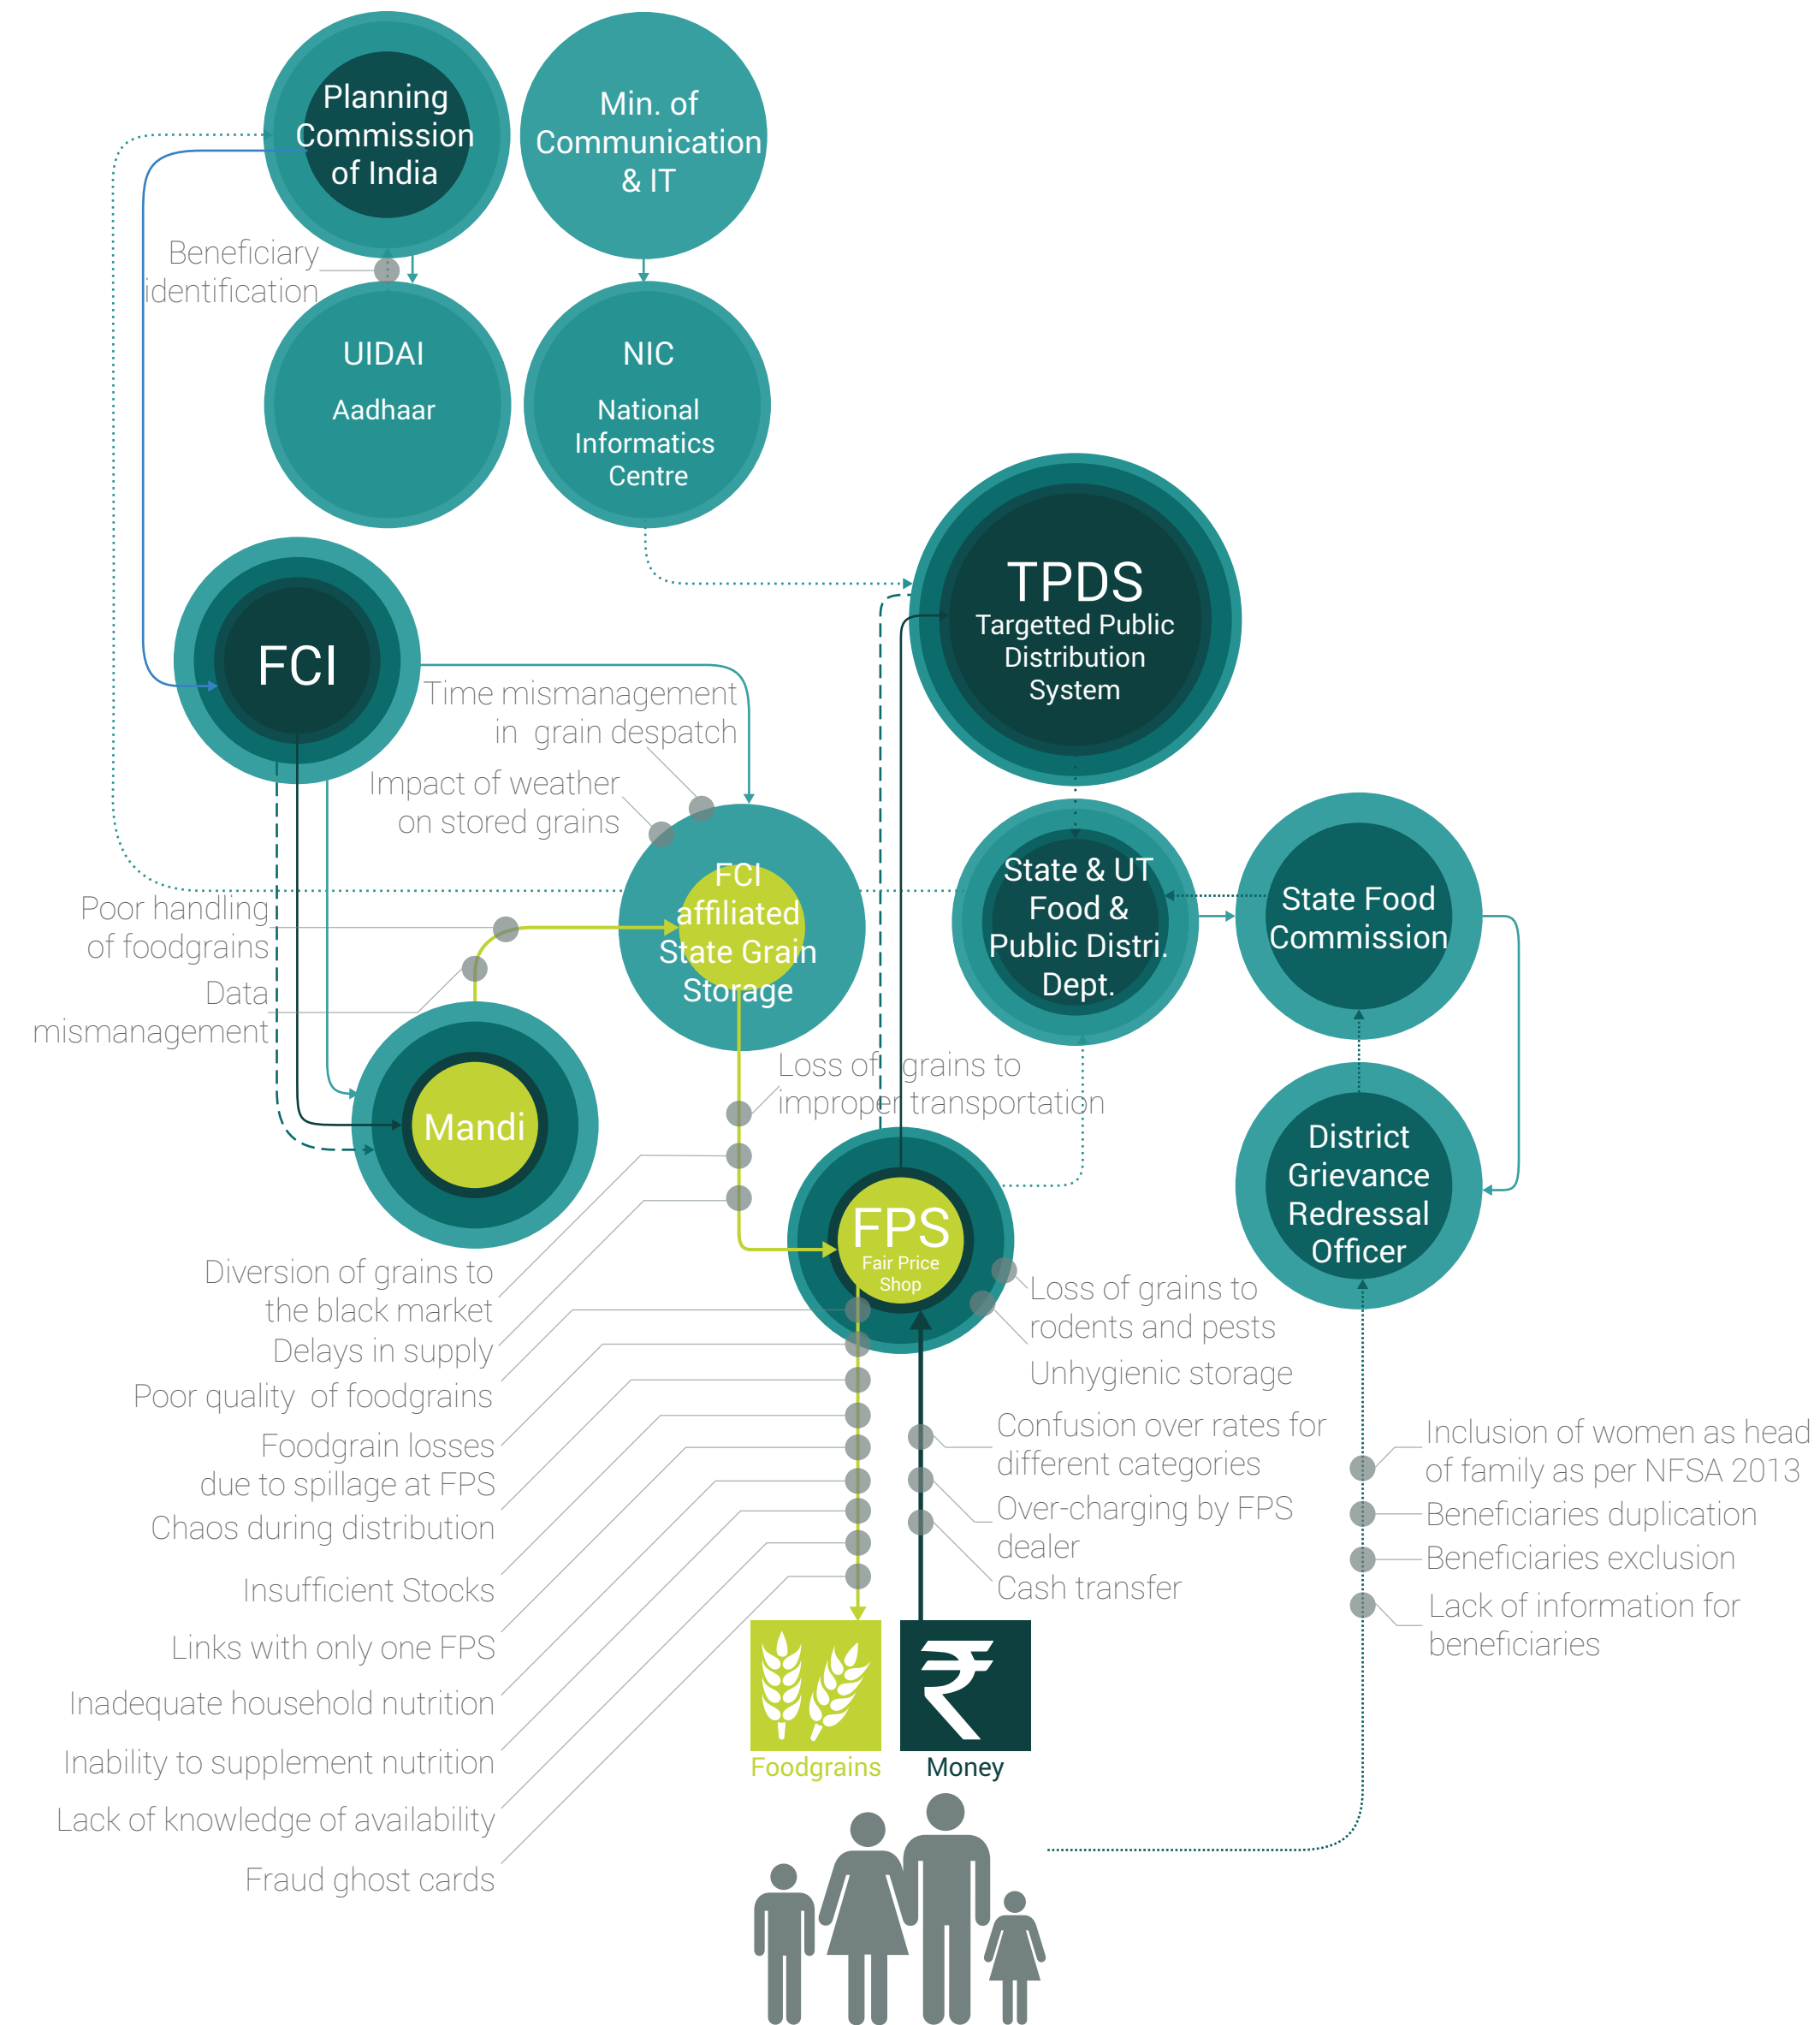 Planning
Commission
of India
Min. of
Communication
& IT
Beneficiary
identification
UIDAI
Aadhaar
NIC
National
Informatics
Centre
TPDS
Targetted Public
Distribution
System
FCI
Time mismanagement
in grain despatch
Impact of weather
on stored grains
FCI
affiliated
State Grain
Storage
State & UT
Food &
Public Distri.
Dept.
State Food
Commission
Poor handling
of foodgrains
Data
mismanagement
Mandi
Loss of grains to
improper transportation
District
Grievance
Redressal
Officer
FPS
Fair Price
Shop
Diversion of grains to
the black market
Delays in supply
Poor quality of foodgrains
Foodgrain losses
due to spillage at FPS
Chaos during distribution
Insufficient Stocks
Links with only one FPS
Inadequate household nutrition
Inability to supplement nutrition
Lack of knowledge of availability
Fraud ghost cards
Loss of grains to
rodents and pests
Unhygienic storage
Confusion over rates for
different categories
Over-charging by FPS
dealer
Cash transfer
Inclusion of women as head
of family as per NFSA 2013
Beneficiaries duplication
Beneficiaries exclusion
Lack of information for
beneficiaries
₹
Foodgrains
Money